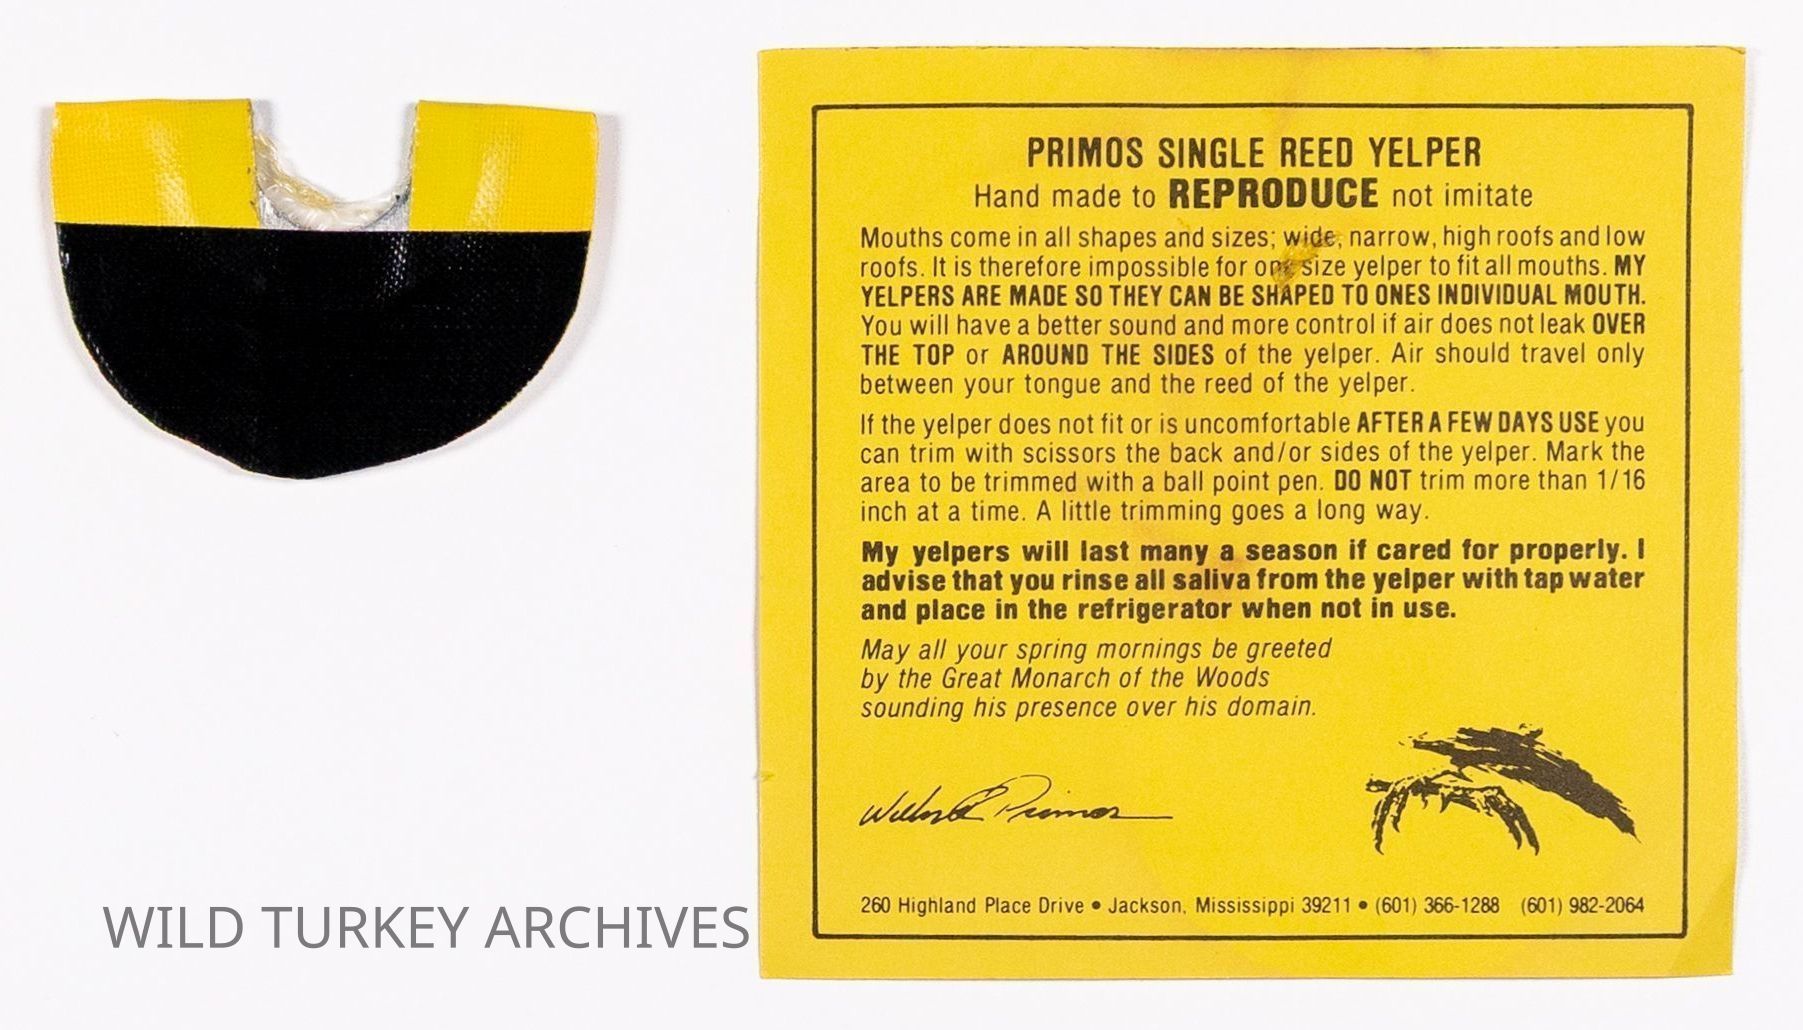 PRIMOS SINGLE REED YELPER
Hand made to REPRODUCE not imitate
Mouths come in all shapes and sizes; wide, narrow, high roofs and low
roofs. It is therefore impossible for one size yelper to fit all mouths. MY
YELPERS ARE MADE SO THEY CAN BE SHAPED TO ONES INDIVIDUAL MOUTH.
You will have a better sound and more control if air does not leak OVER
THE TOP or AROUND THE SIDES of the yelper. Air should travel only
between your tongue and the reed of the yelper.
If the yelper does not fit or is uncomfortable AFTER A FEW DAYS USE you
can trim with scissors the back and/or sides of the yelper. Mark the
area to be trimmed with a ball point pen. DO NOT trim more than 1/16
inch at a time. A little trimming goes a long way.
My yelpers will last many a season if cared for properly. I
advise that you rinse all saliva from the yelper with tap water
and place in the refrigerator when not in use.
May all your spring mornings be greeted
by the Great Monarch of the Woods
sounding his presence over his domain.
Primos
260 Highland Place Drive • Jackson, Mississippi 39211 • (601) 366-1288 (601) 982-2064
WILD TURKEY ARCHIVES